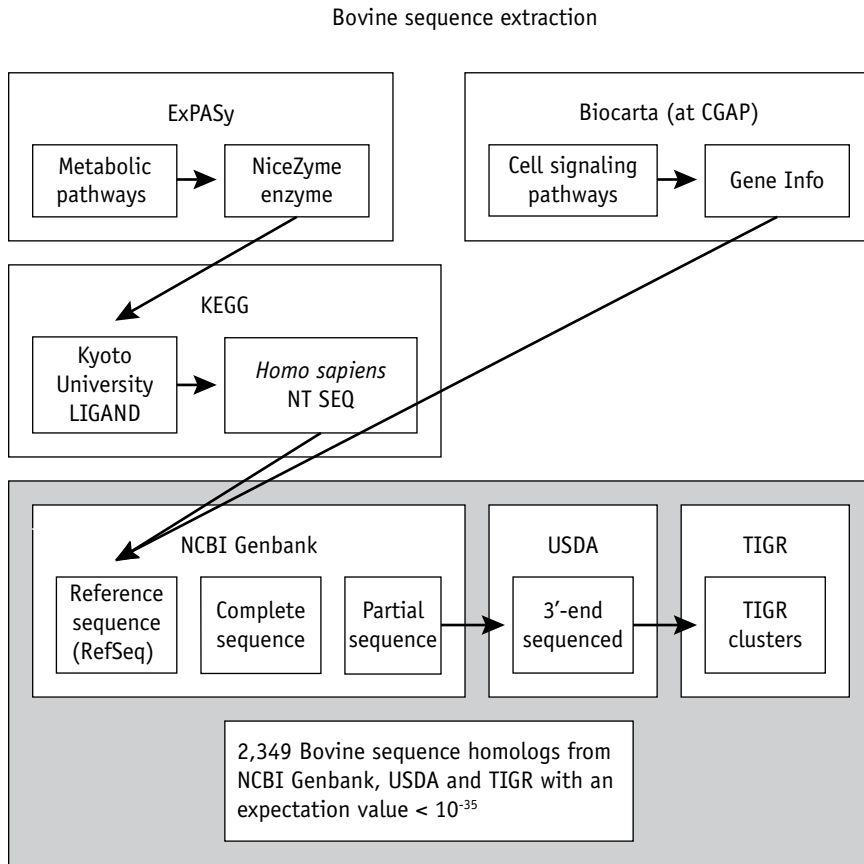 Bovine sequence extraction
ExPASy
Metabolic
pathways
NiceZyme
enzyme
Biocarta (at CGAP)
Cell signaling
pathways
Gene Info
KEGG
Kyoto
University
LIGAND
Homo sapiens
NT SEQ
NCBI Genbank
Reference
sequence
(RefSeq)
Complete
sequence
Partial
sequence
USDA
3′-end
sequenced
TIGR
TIGR
clusters
2,349 Bovine sequence homologs from
NCBI Genbank, USDA and TIGR with an
expectation value < 10⁻³⁵